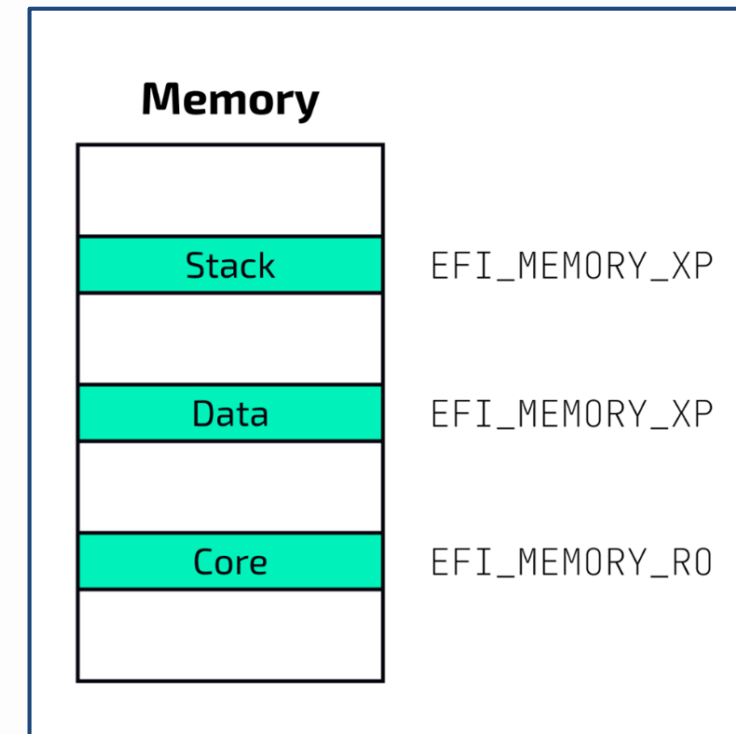 Memory
Stack EFI_MEMORY_XP
Data EFI_MEMORY_XP
Core EFI_MEMORY_RO